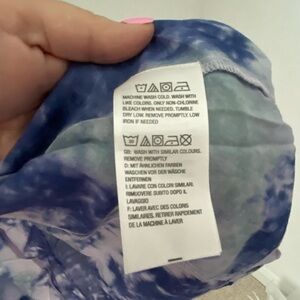 MACHINE WASH COLD. WASH WITH
LIKE COLORS. ONLY NON-CHLORINE
BLEACH WHEN NEEDED. TUMBLE
DRY LOW. REMOVE PROMPTLY. LOW
IRON IF NEEDED
GB: WASH WITH SIMILAR COLOURS.
REMOVE PROMPTLY
D: MIT ÄHNLICHEN FARBEN
WASCHEN VOR DER WÄSCHE
ENTFERNEN
I: LAVARE CON COLORI SIMILARI.
RIMUOVERE SUBITO DOPO IL
LAVAGGIO
F: LAVER AVEC DES COLORIS
SIMILAIRES. RETIRER RAPIDEMENT
DE LA MACHINE À LAVER